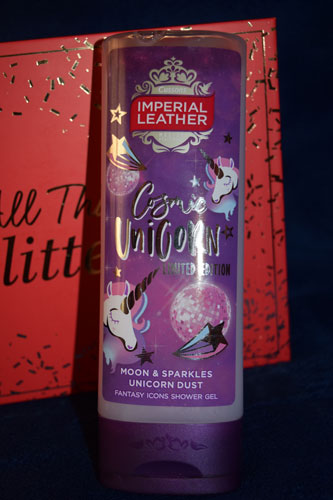 Cussons
IMPERIAL
LEATHER
Cosmic
UNICORN
LIMITED EDITION
MOON & SPARKLES
UNICORN DUST
FANTASY ICONS SHOWER GEL
All Th
litte